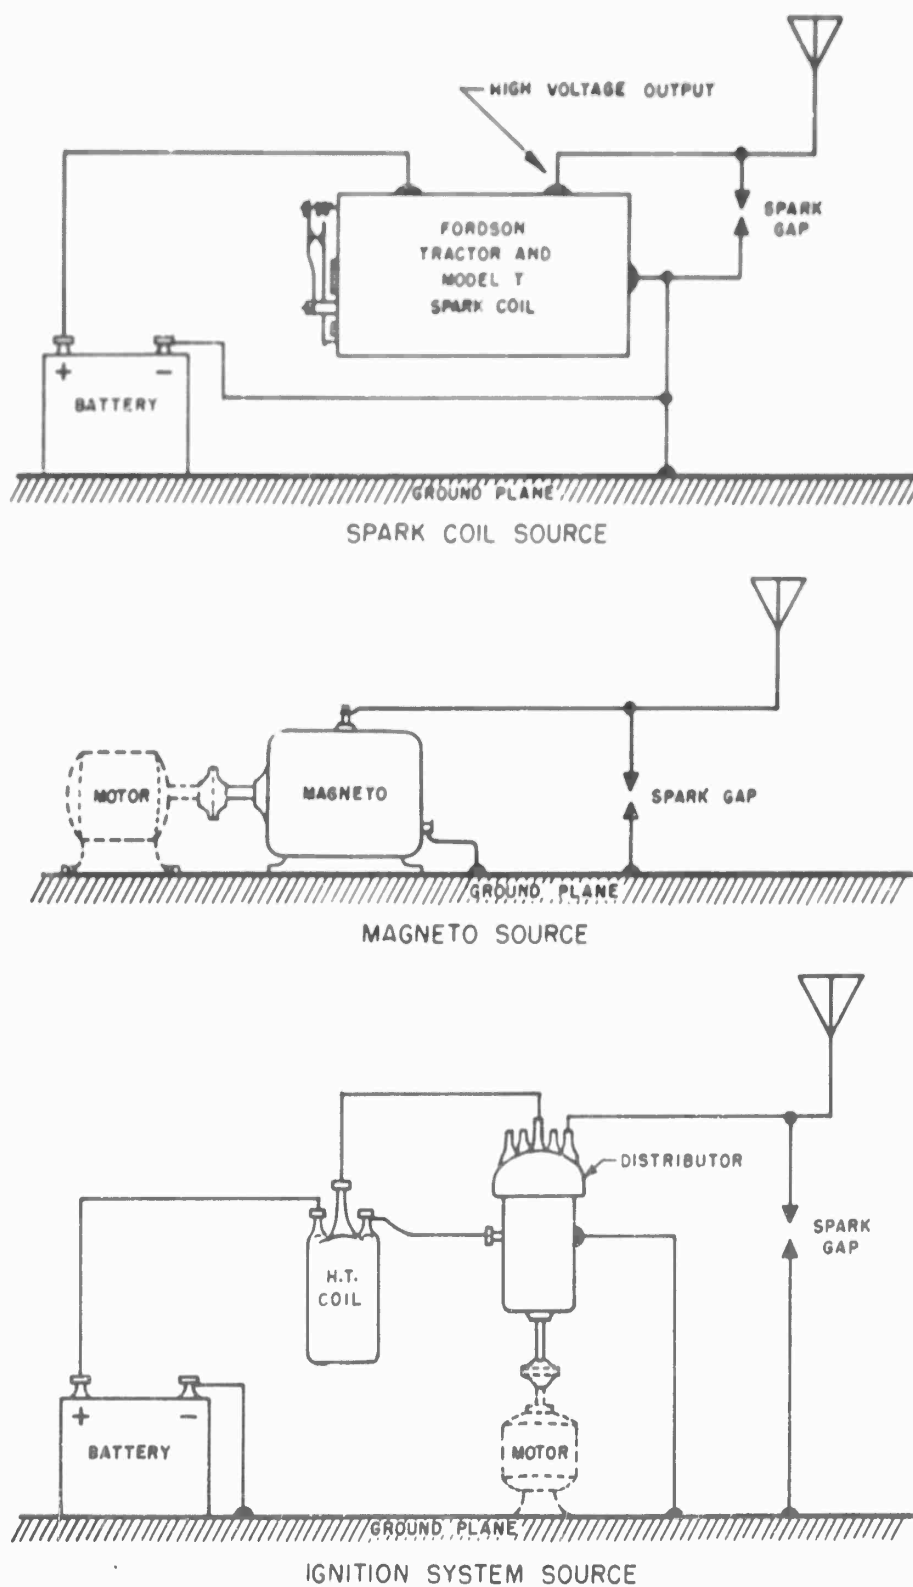 HIGH VOLTAGE OUTPUT
SPARK
GAP
FORDSON
TRACTOR AND
MODEL T
SPARK COIL
+ −
BATTERY
GROUND PLANE
SPARK COIL SOURCE
MOTOR
MAGNETO
SPARK GAP
GROUND PLANE
MAGNETO SOURCE
DISTRIBUTOR
SPARK
GAP
H.T.
COIL
+ −
BATTERY
MOTOR
GROUND PLANE
IGNITION SYSTEM SOURCE